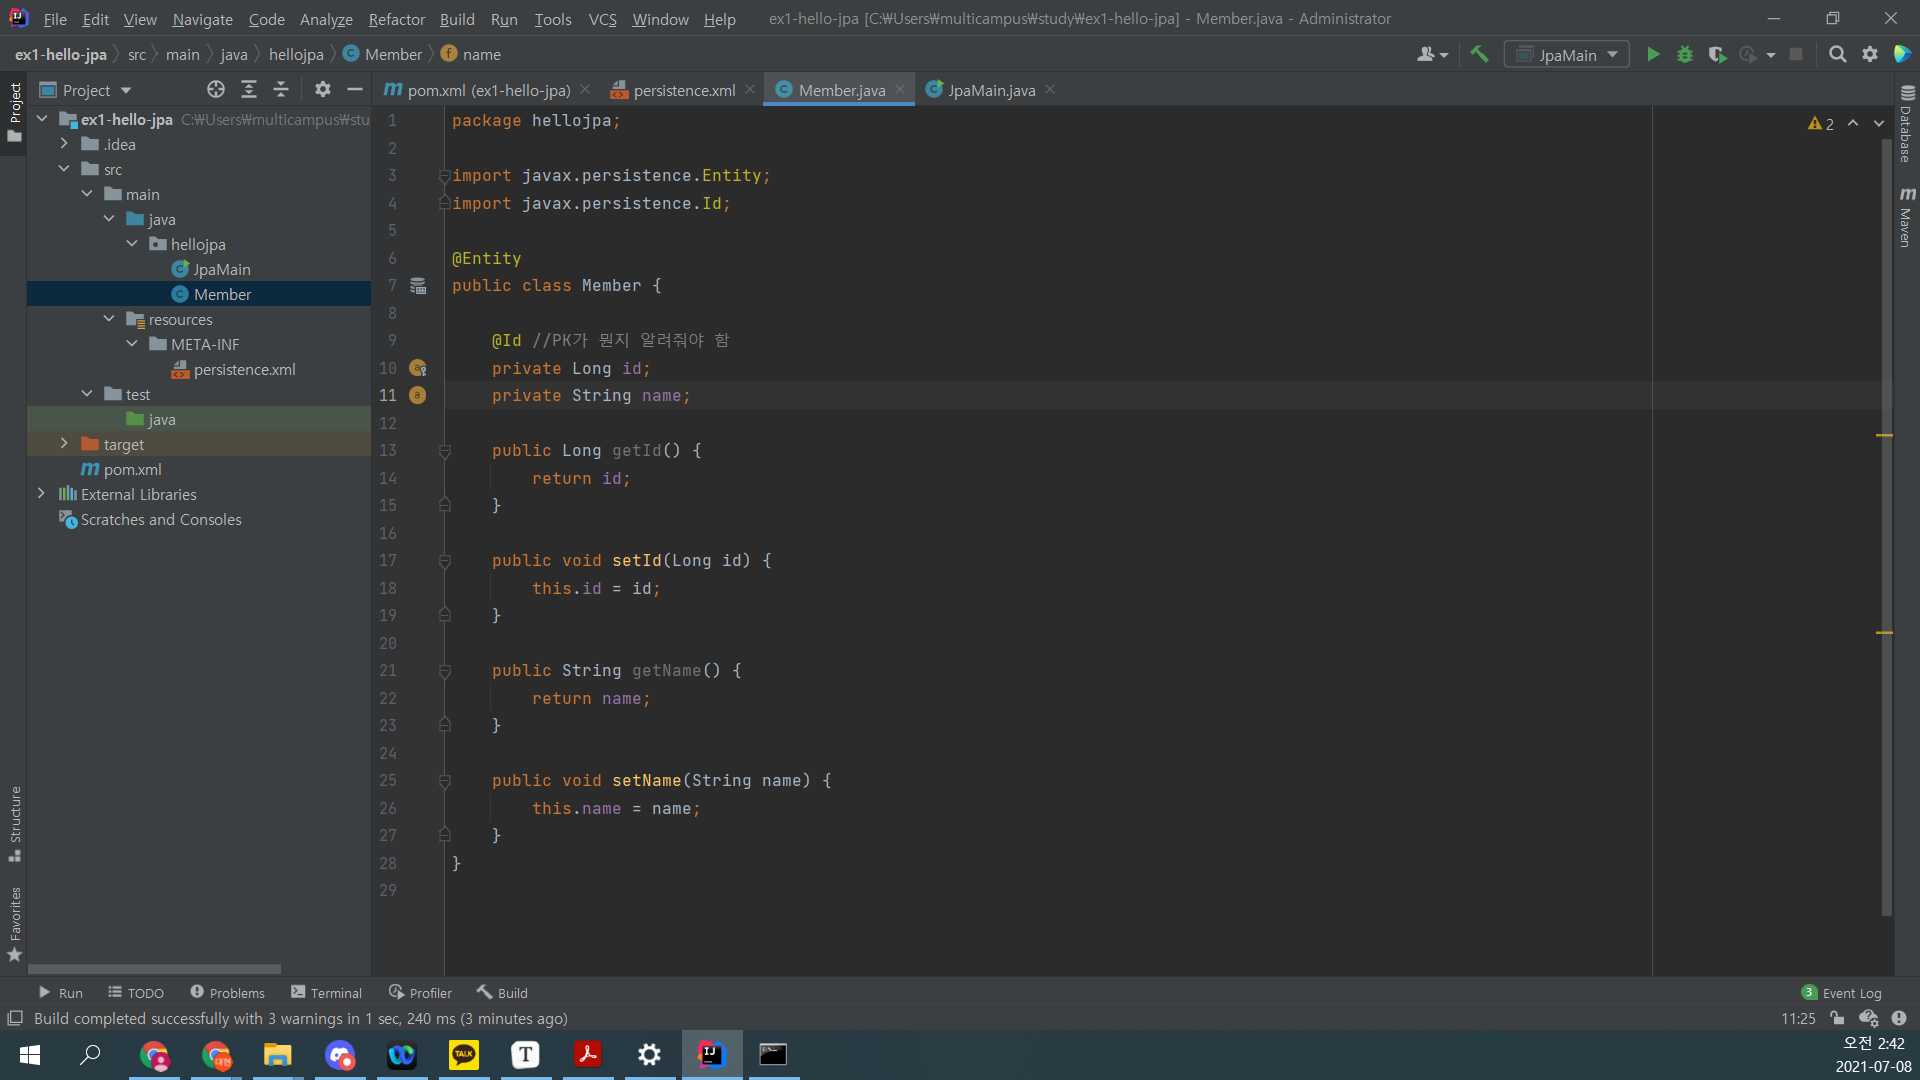 File Edit View Navigate Code Analyze Refactor Build Run Tools VCS Window Help ex1-hello-jpa [C:₩Users₩multicampus₩study₩ex1-hello-jpa] - Member.java - Administrator
ex1-hello-jpa src main java hellojpa Member name JpaMain
Project
pom.xml (ex1-hello-jpa) persistence.xml Member.java JpaMain.java
Project
ex1-hello-jpa C:₩Users₩multicampus₩stu
.idea
src
main
java
hellojpa
JpaMain
Member
resources
META-INF
persistence.xml
test
java
target
pom.xml
External Libraries
Scratches and Consoles
Structure
Favorites
1 package hellojpa;
2
3 import javax.persistence.Entity;
4 import javax.persistence.Id;
5
6 @Entity
7 public class Member {
8
9 @Id //PK가 뭔지 알려줘야 함
10 private Long id;
11 private String name;
12
13 public Long getId() {
14 return id;
15 }
16
17 public void setId(Long id) {
18 this.id = id;
19 }
20
21 public String getName() {
22 return name;
23 }
24
25 public void setName(String name) {
26 this.name = name;
27 }
28 }
29
2
Database
Maven
Run TODO Problems Terminal Profiler Build 3 Event Log
Build completed successfully with 3 warnings in 1 sec, 240 ms (3 minutes ago) 11:25
TALK
T
IJ
오전 2:42
2021-07-08